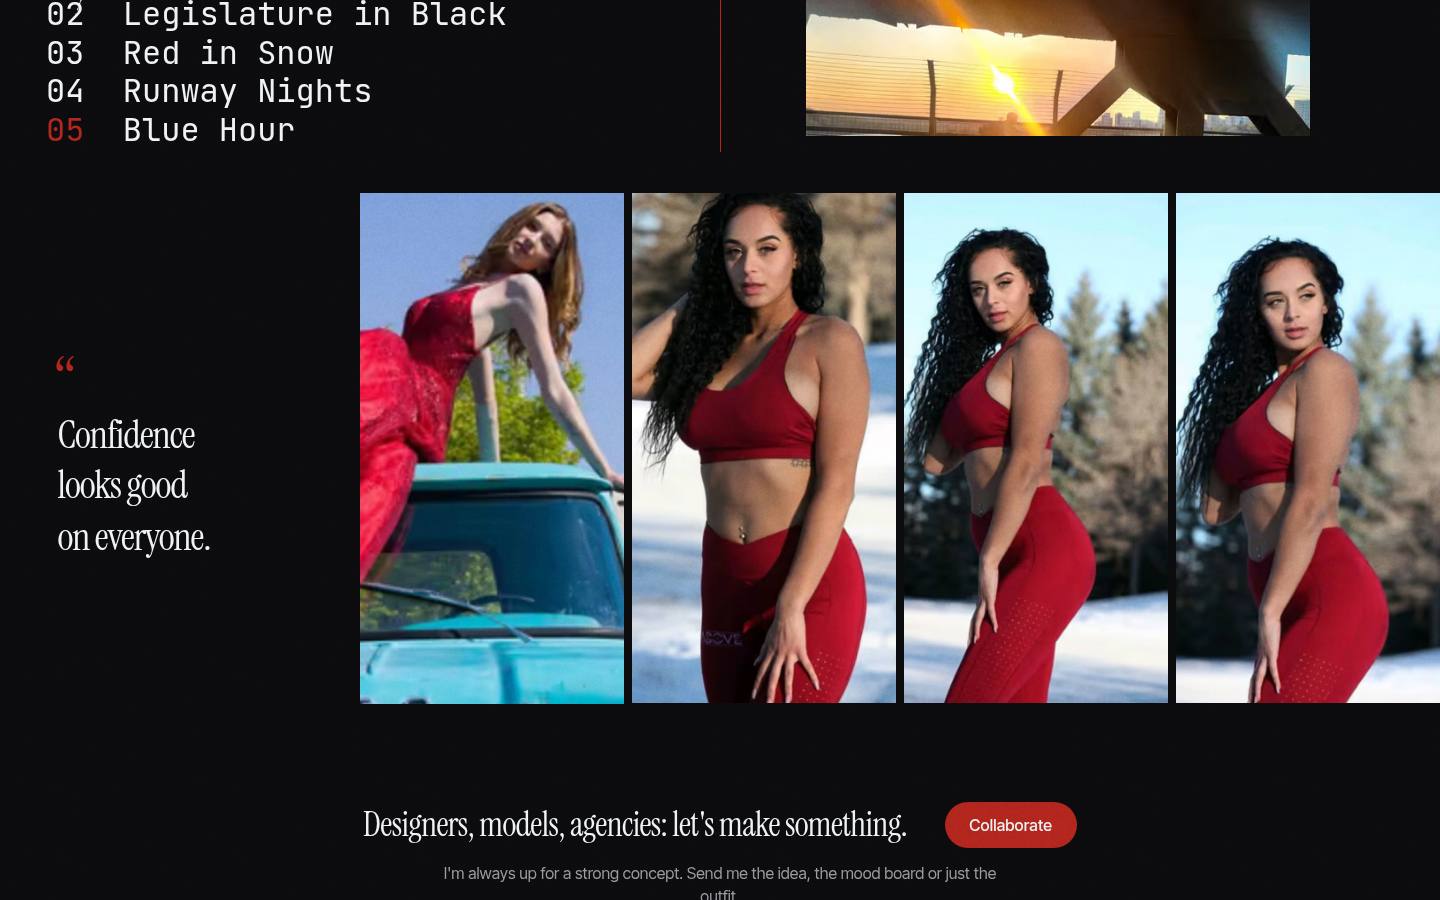 02 Legislature in Black
03 Red in Snow
04 Runway Nights
05 Blue Hour
“
Confidence
looks good
on everyone.
Designers, models, agencies: let's make something.
Collaborate
I'm always up for a strong concept. Send me the idea, the mood board or just the
outfit.